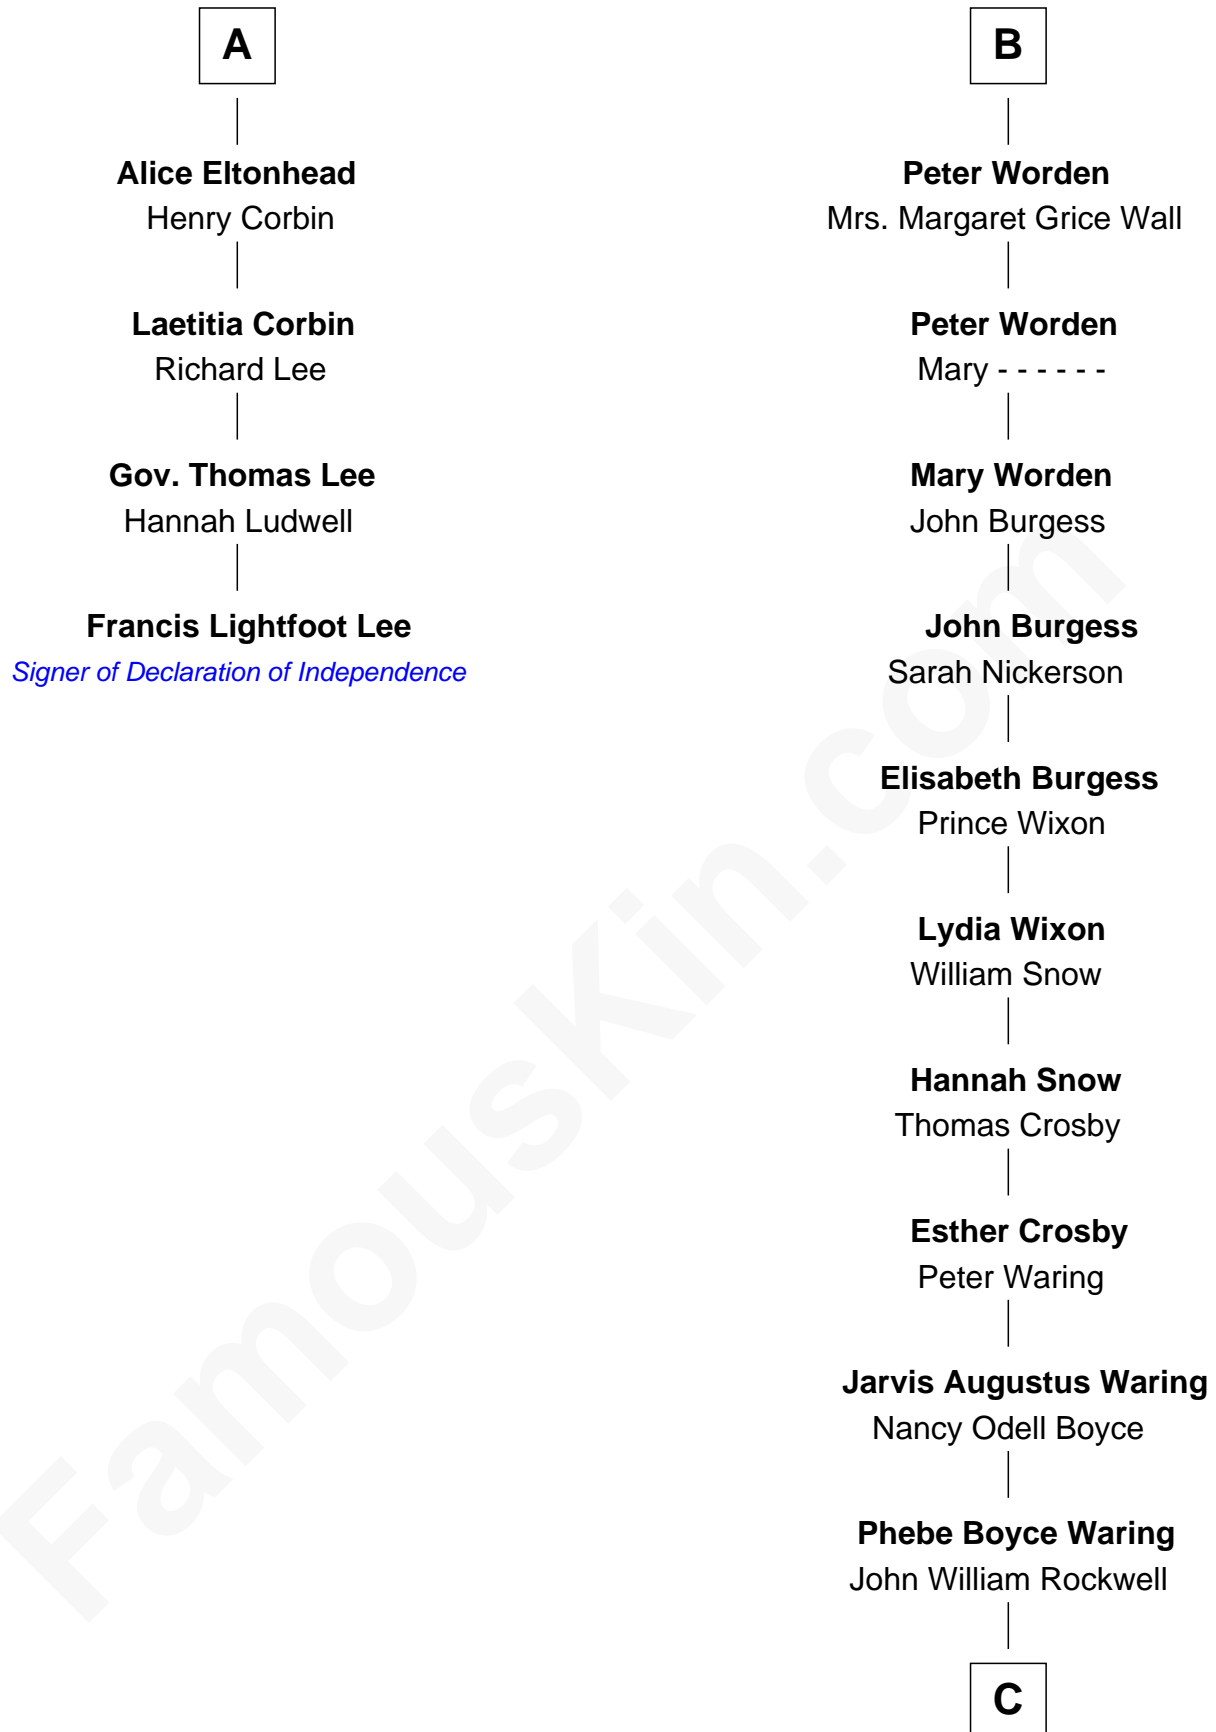 A
Alice Eltonhead
Henry Corbin
Laetitia Corbin
Richard Lee
Gov. Thomas Lee
Hannah Ludwell
Francis Lightfoot Lee
Signer of Declaration of Independence
B
Peter Worden
Mrs. Margaret Grice Wall
Peter Worden
Mary - - - - - -
Mary Worden
John Burgess
John Burgess
Sarah Nickerson
Elisabeth Burgess
Prince Wixon
Lydia Wixon
William Snow
Hannah Snow
Thomas Crosby
Esther Crosby
Peter Waring
Jarvis Augustus Waring
Nancy Odell Boyce
Phebe Boyce Waring
John William Rockwell
C
FamousKin.com